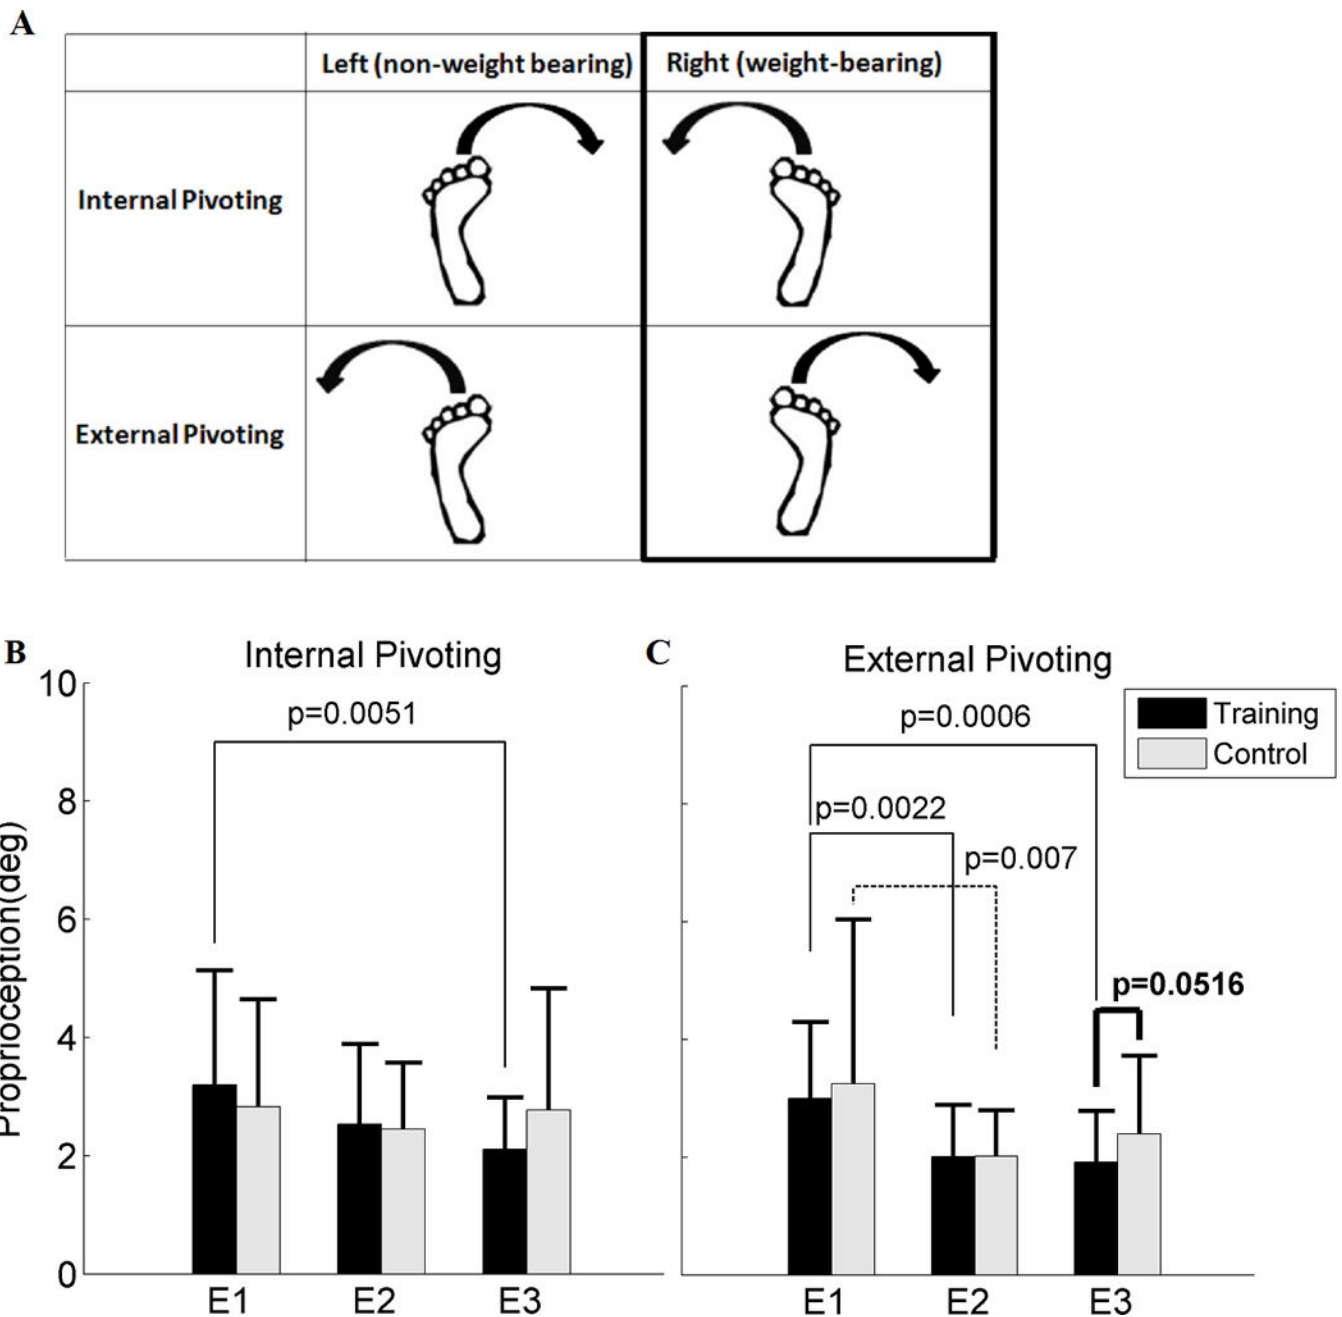 A
Left (non-weight bearing)
Right (weight-bearing)
Internal Pivoting
External Pivoting
B
Internal Pivoting
C
External Pivoting
Training
Control
Proprioception(deg)
10
8
6
4
2
0
p=0.0051
p=0.0006
p=0.0022
p=0.007
p=0.0516
E1
E2
E3
E1
E2
E3